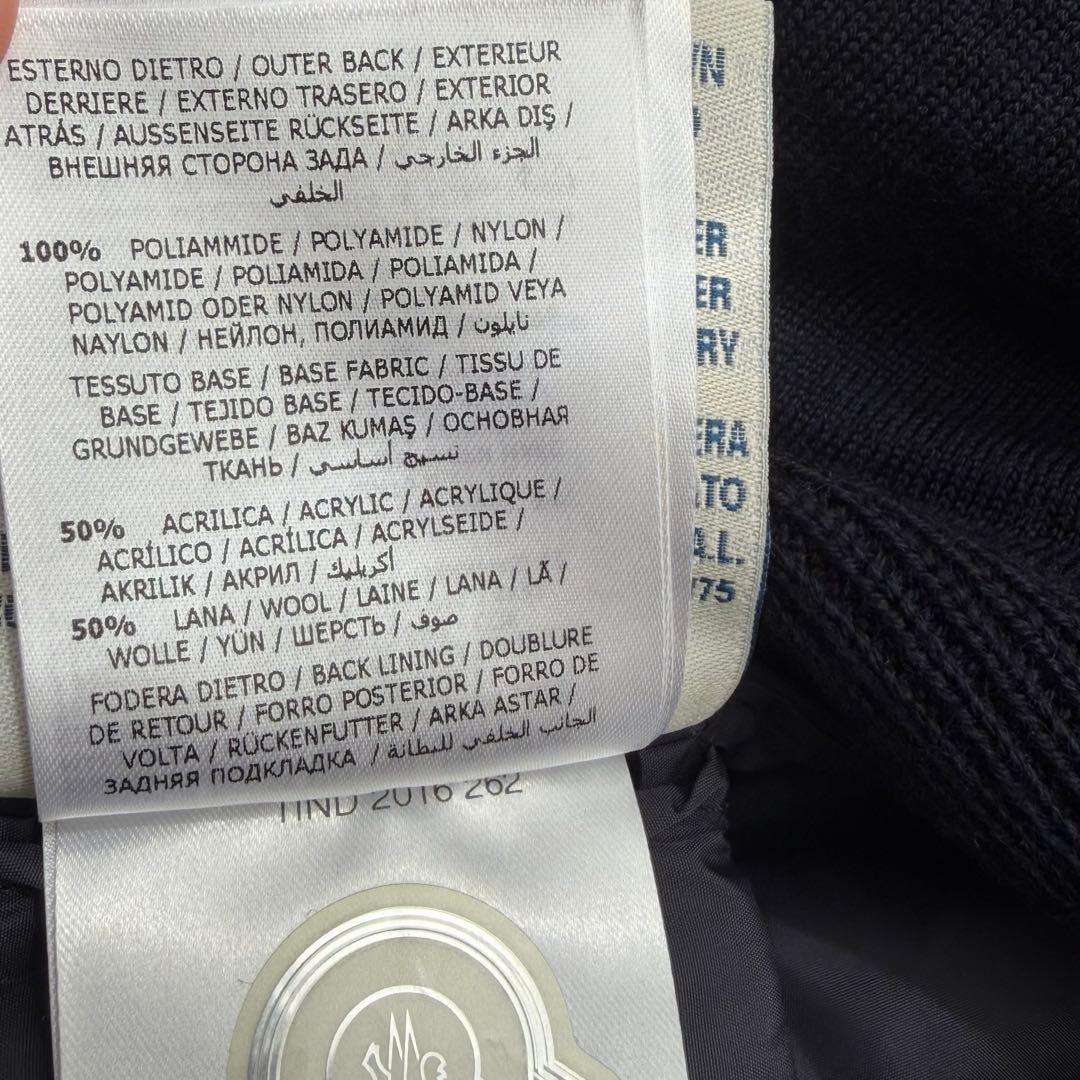 ESTERNO DIETRO / OUTER BACK / EXTERIEUR
DERRIERE / EXTERNO TRASERO / EXTERIOR
ATRÁS / AUSSENSEITE RÜCKSEITE / ARKA DIŞ /
ВНЕШНЯЯ СТОРОНА ЗАДА / الجزء الخارجي
الخلفي
100% POLIAMMIDE / POLYAMIDE / NYLON /
POLYAMIDE / POLIAMIDA / POLIAMIDA /
POLYAMID ODER NYLON / POLYAMID VEYA
NAYLON / НЕЙЛОН, ПОЛИАМИД / نايلون
TESSUTO BASE / BASE FABRIC / TISSU DE
BASE / TEJIDO BASE / TECIDO-BASE /
GRUNDGEWEBE / BAZ KUMAŞ / ОСНОВНАЯ
ТКАНЬ / نسيج أساسي
50% ACRILICA / ACRYLIC / ACRYLIQUE /
ACRÍLICO / ACRÍLICA / ACRYLSEIDE /
AKRILIK / АКРИЛ / أكريليك
50% LANA / WOOL / LAINE / LANA / LÃ /
WOLLE / YÜN / ШЕРСТЬ / صوف
FODERA DIETRO / BACK LINING / DOUBLURE
DE RETOUR / FORRO POSTERIOR / FORRO DE
VOLTA / RÜCKENFUTTER / ARKA ASTAR /
ЗАДНЯЯ ПОДКЛАДКА / الجانب الخلفي للبطانة
2016 262
ER
ER
RY
ERA
ATO
A.L.
/75